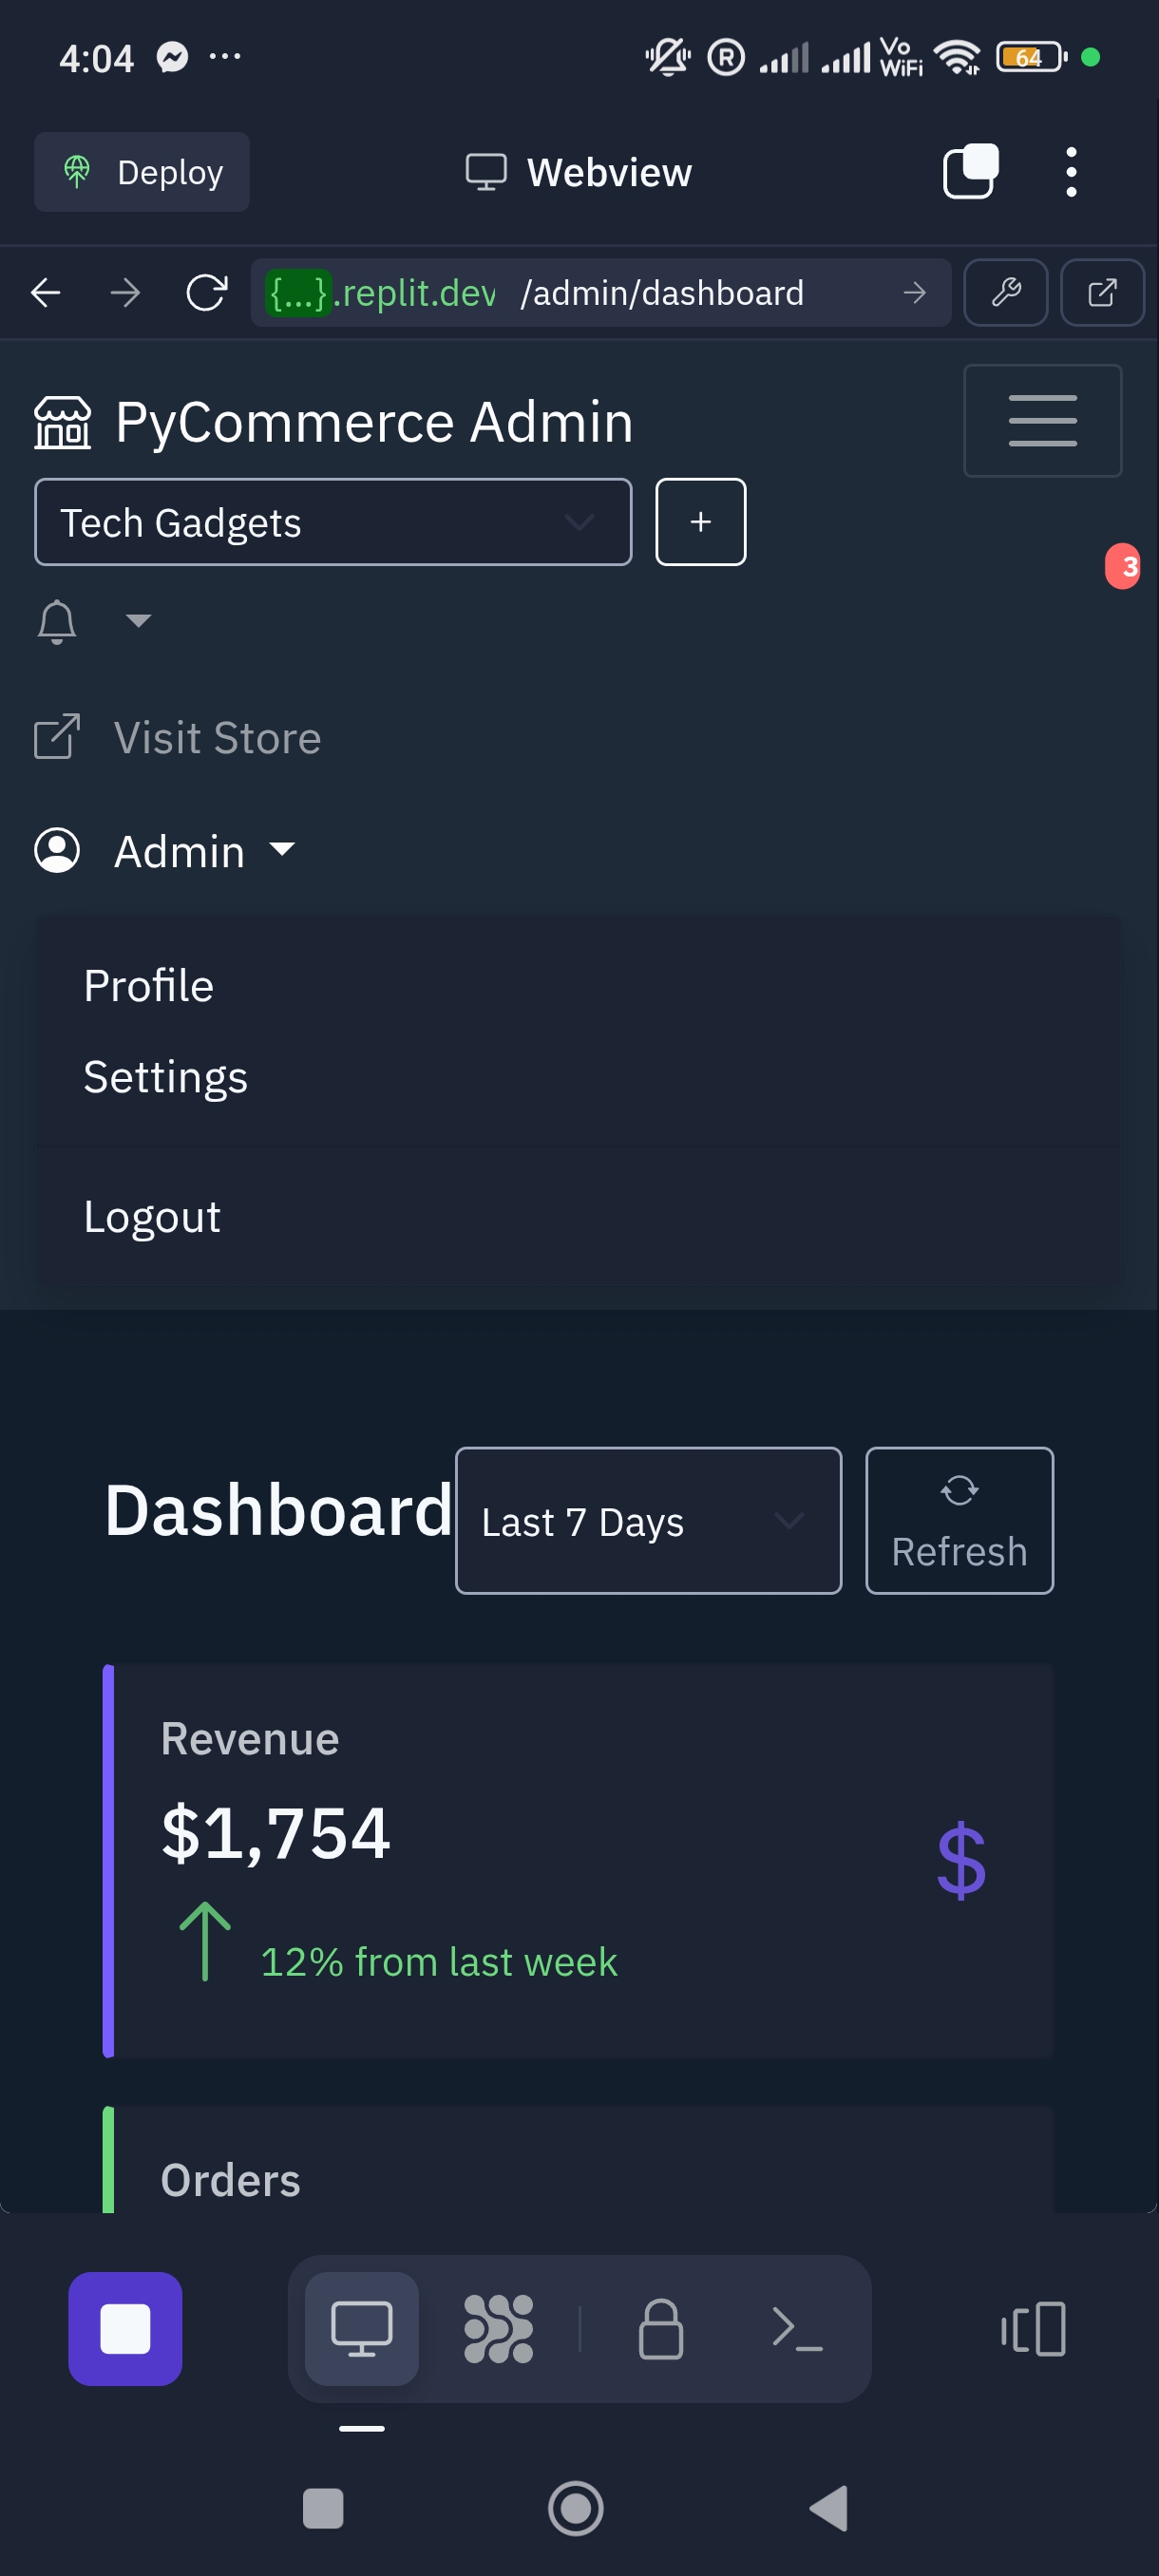 4:04
R
Vo
WiFi
64
Deploy
Webview
{...}.replit.dev /admin/dashboard
PyCommerce Admin
Tech Gadgets
+
3
Visit Store
Admin
Profile
Settings
Logout
Dashboard
Last 7 Days
Refresh
Revenue
$1,754
$
12% from last week
Orders